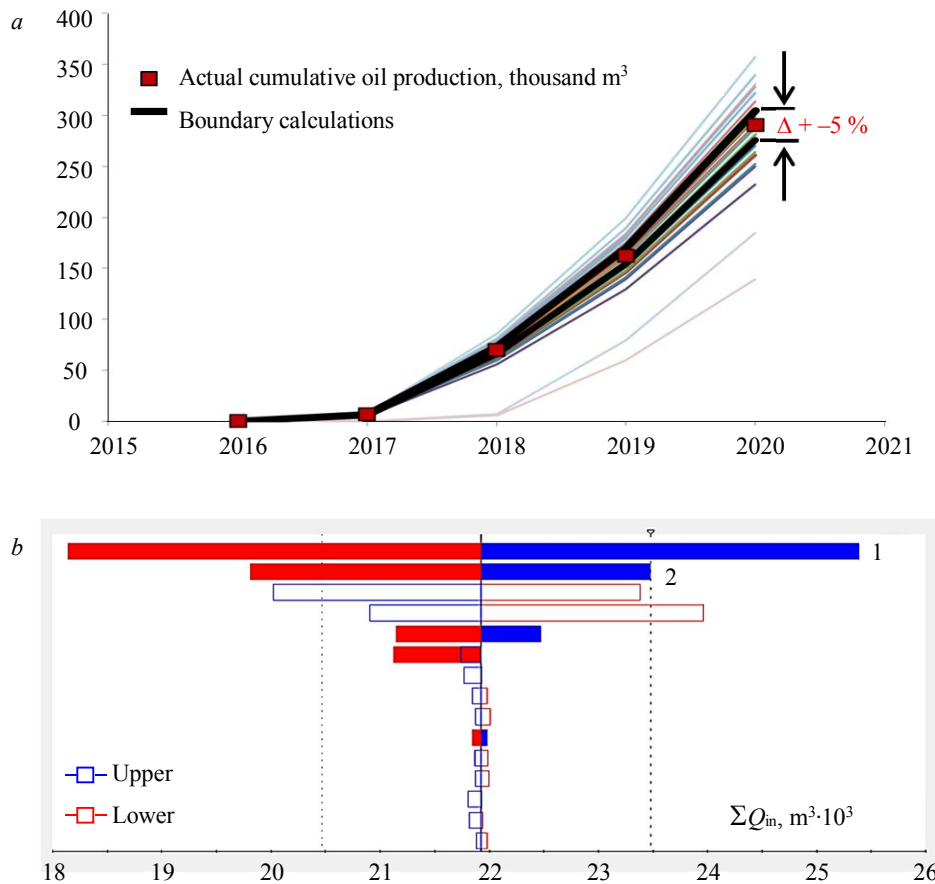 a
400
350
300
250
200
150
100
50
0
Actual cumulative oil production, thousand m³
Boundary calculations
Δ + –5 %
2015 2016 2017 2018 2019 2020 2021
b
1
2
Upper
Lower
ΣQin, m³·10³
18 19 20 21 22 23 24 25 26